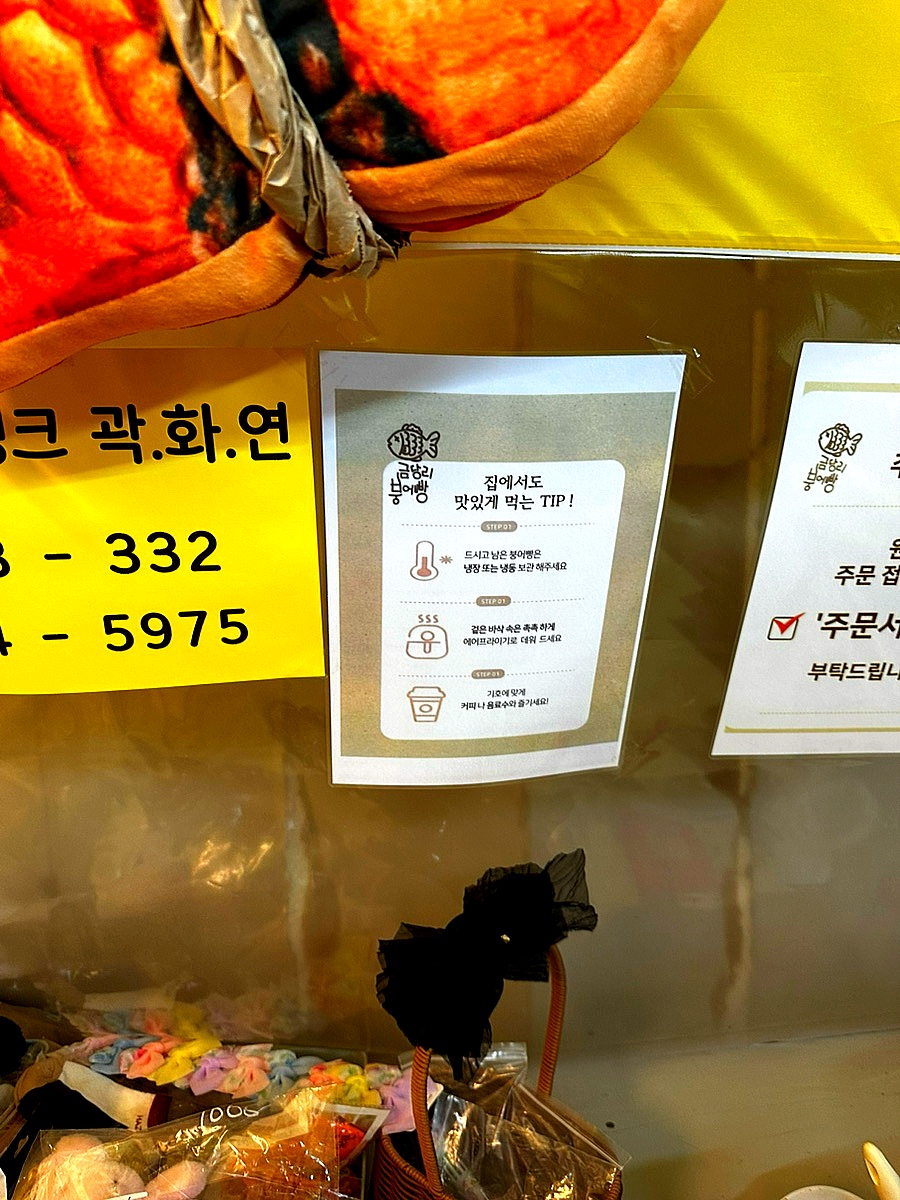 크 곽.화.연
- 332
- 5975
금당리
붕어빵
집에서도
맛있게 먹는 TIP !
STEP 01
드시고 남은 붕어빵은
냉장 또는 냉동 보관 해주세요
STEP 01
겉은 바삭 속은 촉촉 하게
에어프라이기로 데워 드세요
STEP 01
기호에 맞게
커피 나 음료수와 즐기세요!
금당리
붕어빵
주문 접
'주문서
부탁드립니
1000